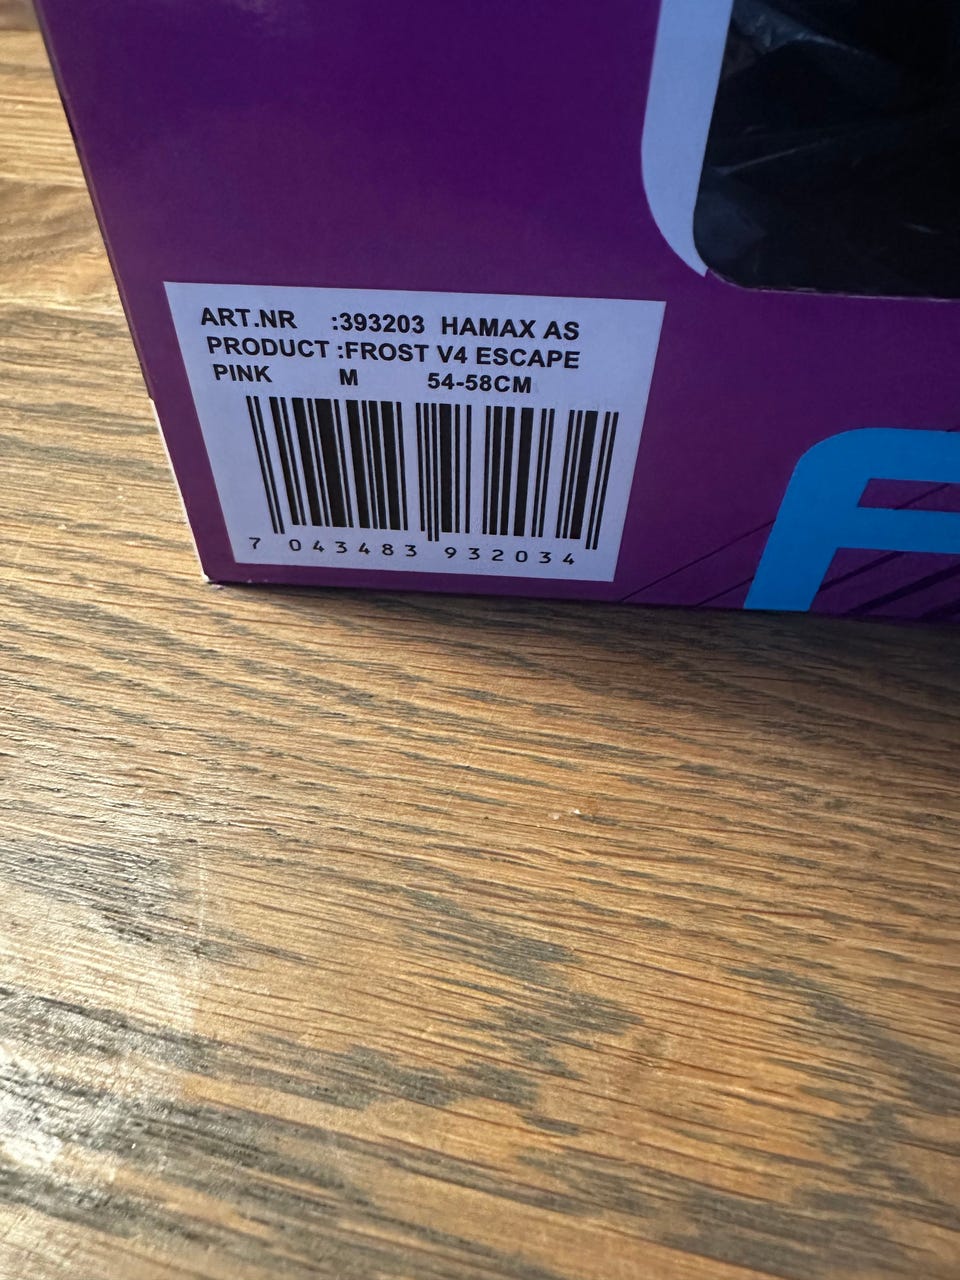 ART.NR :393203 HAMAX AS
PRODUCT :FROST V4 ESCAPE
PINK M 54-58CM
7 043483 932034
F